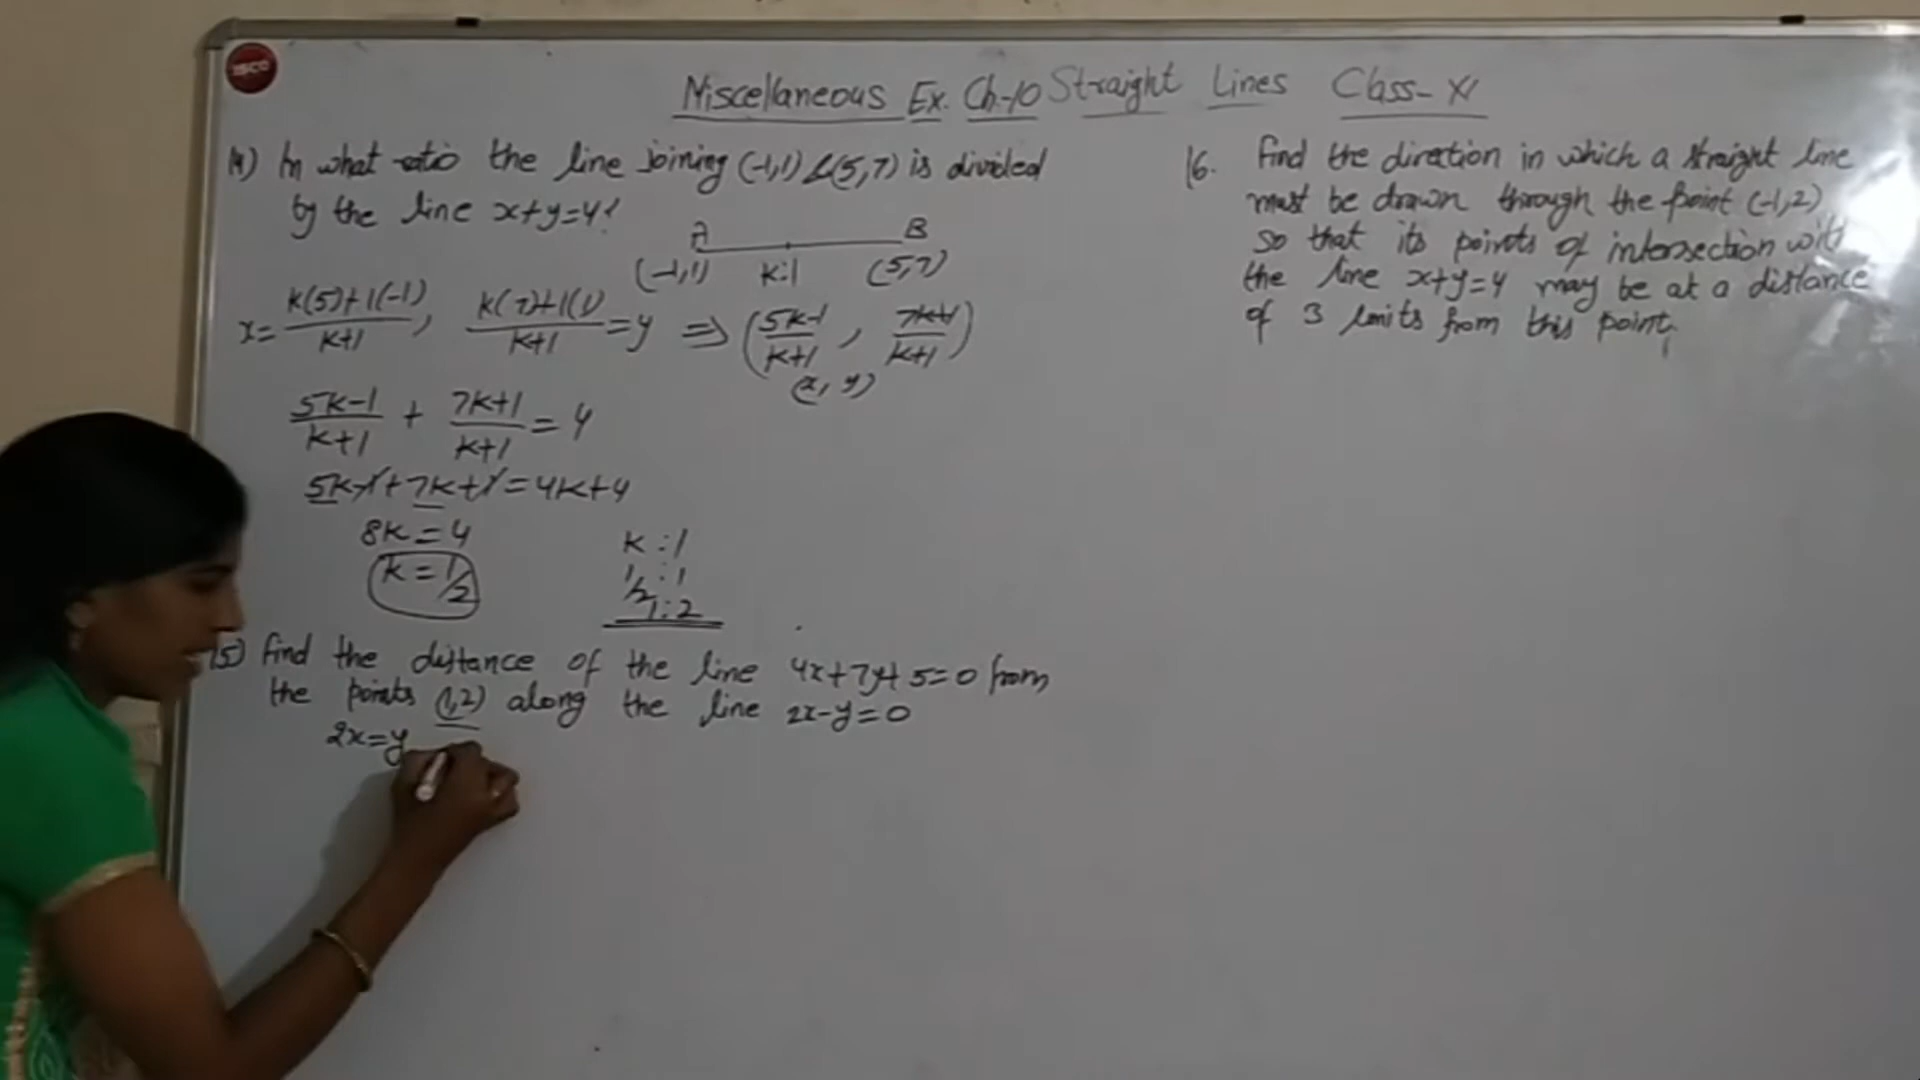 ISCO
Miscellaneous Ex. Ch-10 Straight Lines Class-XI
14) In what ratio the line joining (-1,1) & (5,7) is divided
by the line x+y=4?
A B
(-1,1) k:1 (5,7)
x= k(5)+1(-1)/k+1, k(7)+1(1)/k+1 =y ⇒ (5k-1/k+1, 7k+1/k+1)
(x, y)
5k-1/k+1 + 7k+1/k+1 = 4
5k-1+7k+1=4k+4
8k=4
k=1/2
k:1
1/2:1
1:2
15) Find the distance of the line 4x+7y+5=0 from
the points (1,2) along the line 2x-y=0
2x=y
16. Find the direction in which a straight line
must be drawn through the point (-1,2)
so that its points of intersection with
the line x+y=4 may be at a distance
of 3 units from this point.